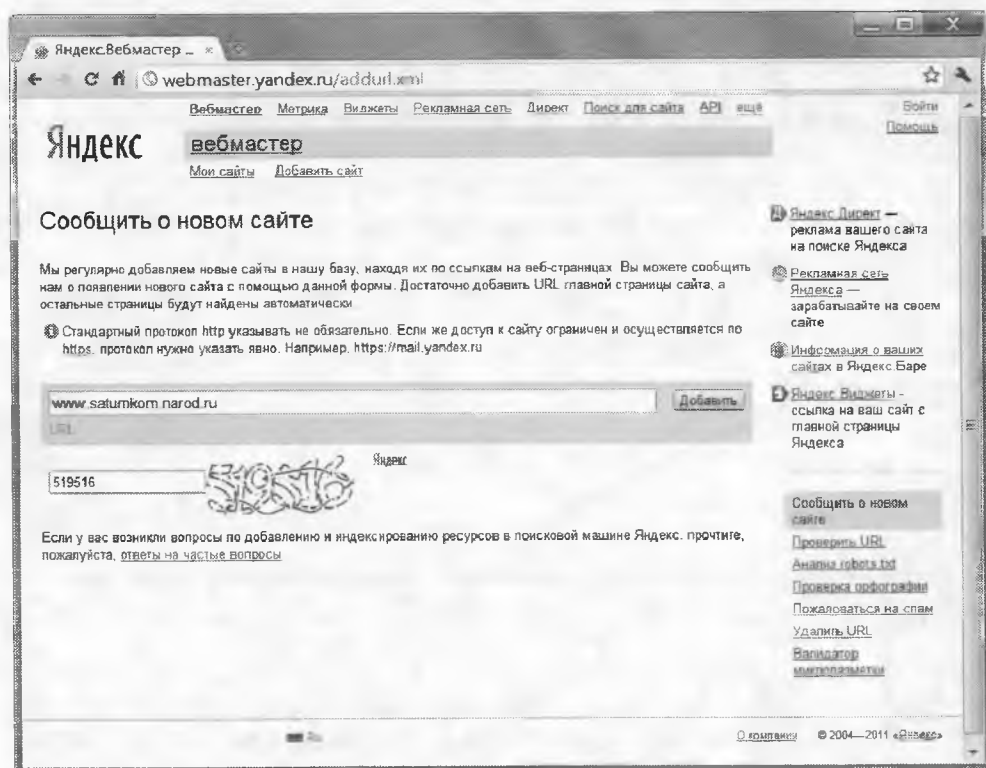 Яндекс.Вебмастер ...
webmaster.yandex.ru/addurl.xml
Вебмастер Метрика Виджеты Рекламная сеть Директ Поиск для сайта API ещё
Войти
Помощь
Яндекс
вебмастер
Мои сайты Добавить сайт
Сообщить о новом сайте
Мы регулярно добавляем новые сайты в нашу базу, находя их по ссылкам на веб-страницах. Вы можете сообщить
нам о появлении нового сайта с помощью данной формы. Достаточно добавить URL главной страницы сайта, а
остальные страницы будут найдены автоматически
Стандартный протокол http указывать не обязательно. Если же доступ к сайту ограничен и осуществляется по
https, протокол нужно указать явно. Например, https://mail.yandex.ru
www.saturnkom.narod.ru
Добавить
URL
519516
519516
Яндекс
Если у вас возникли вопросы по добавлению и индексированию ресурсов в поисковой машине Яндекс, прочтите,
пожалуйста, ответы на частые вопросы
Яндекс Директ —
реклама вашего сайта
на поиске Яндекса
Рекламная сеть
Яндекса —
зарабатывайте на своем
сайте
Информация о ваших
сайтах в Яндекс.Баре
Яндекс Виджеты -
ссылка на ваш сайт с
главной страницы
Яндекса
Сообщить о новом
сайте
Проверить URL
Анализ robots.txt
Проверка орфографии
Пожаловаться на спам
Удалить URL
Валидатор
микроразметки
О компании © 2004—2011 «Яндекс»